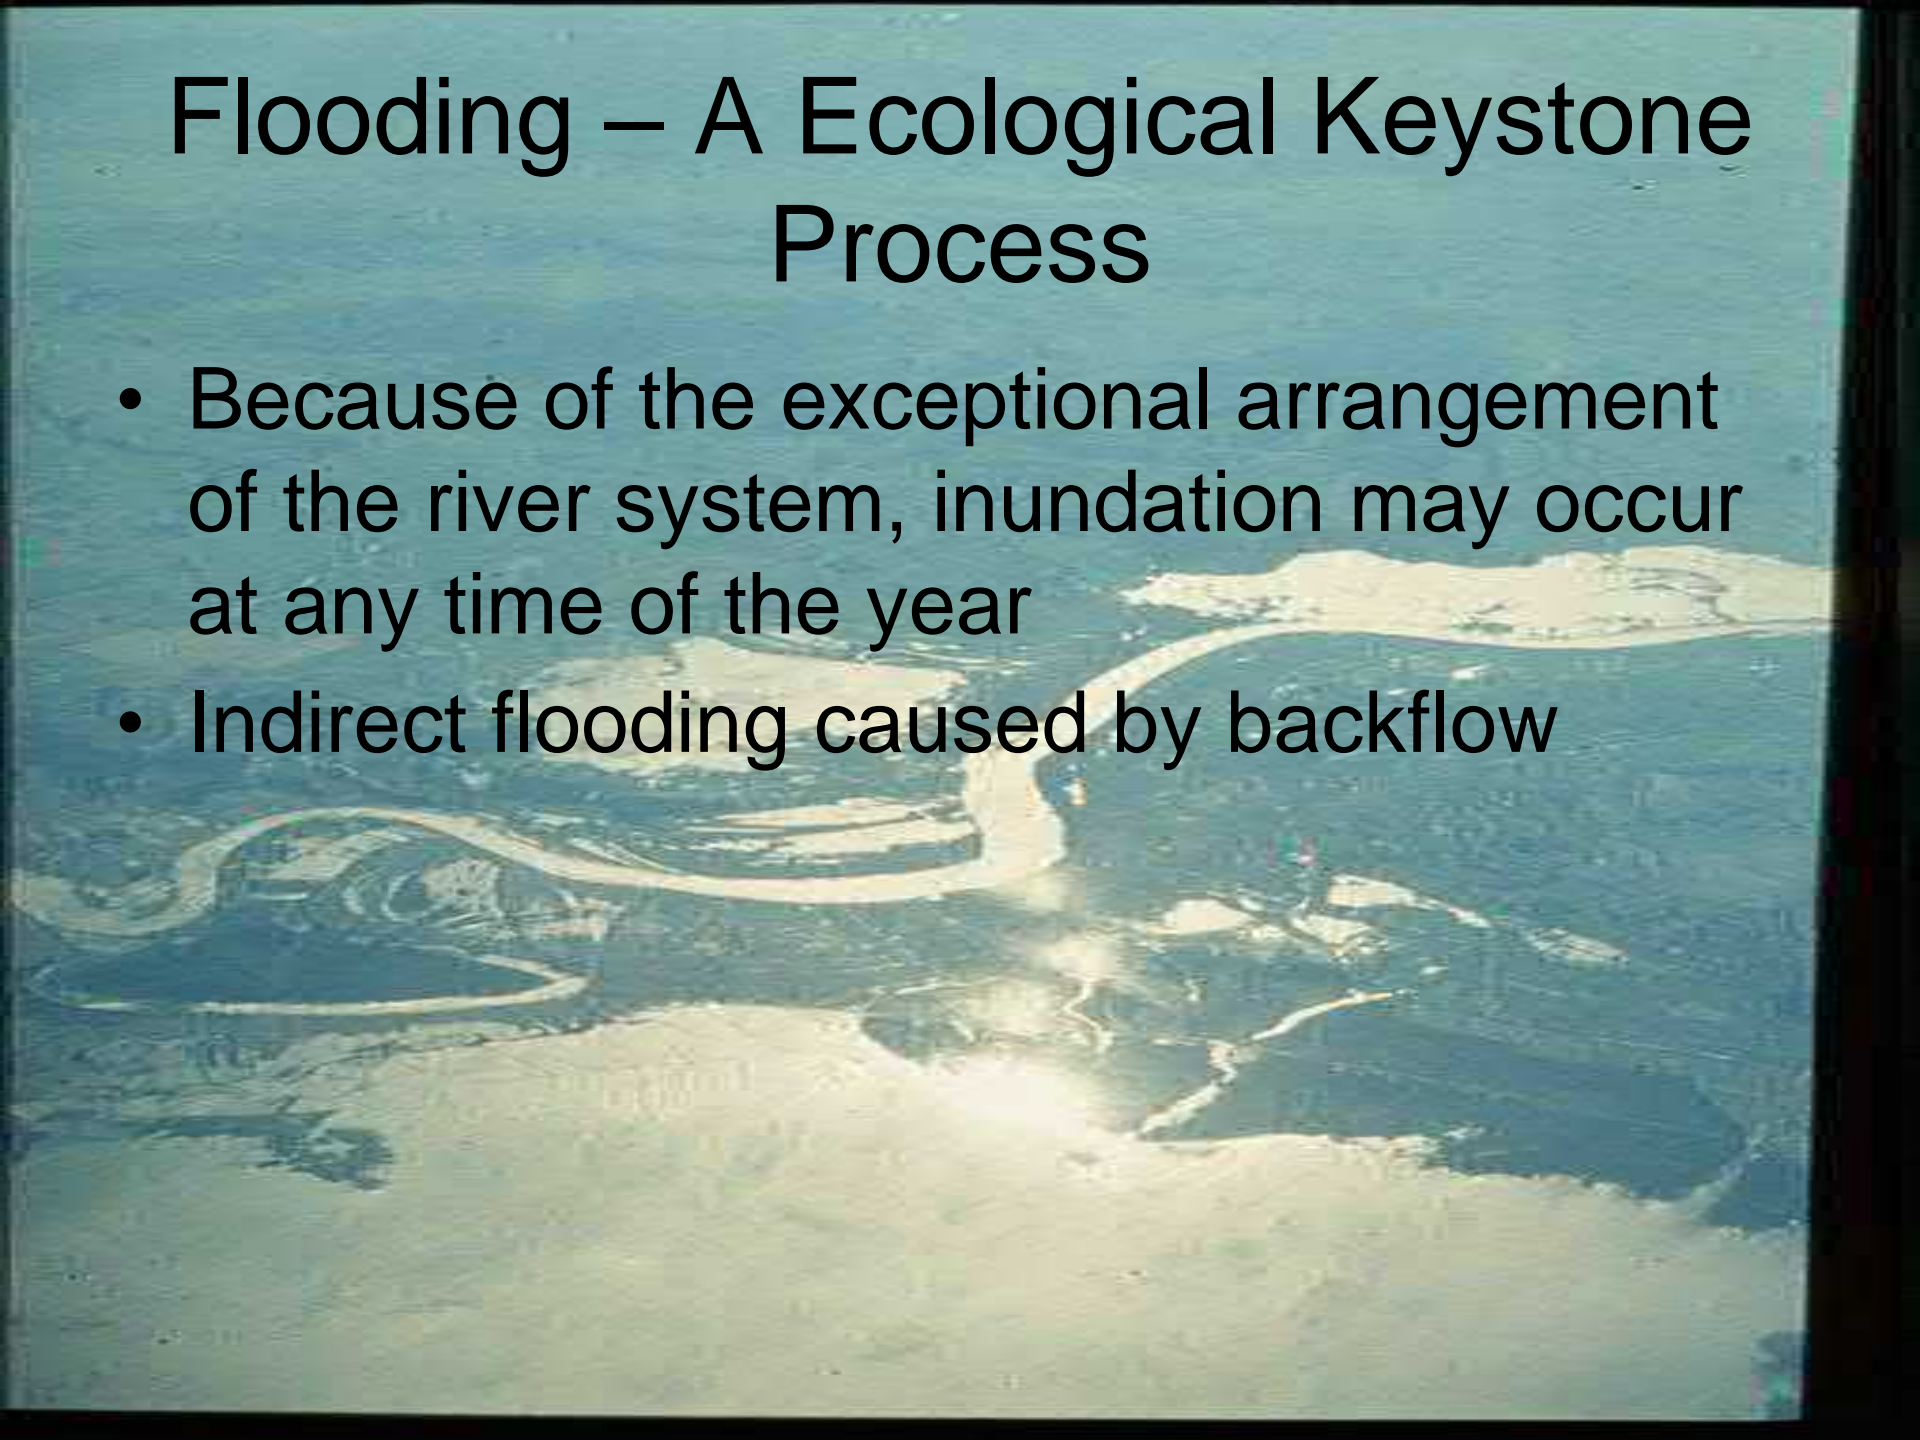 Flooding – A Ecological Keystone
Process
• Because of the exceptional arrangement
of the river system, inundation may occur
at any time of the year
• Indirect flooding caused by backflow